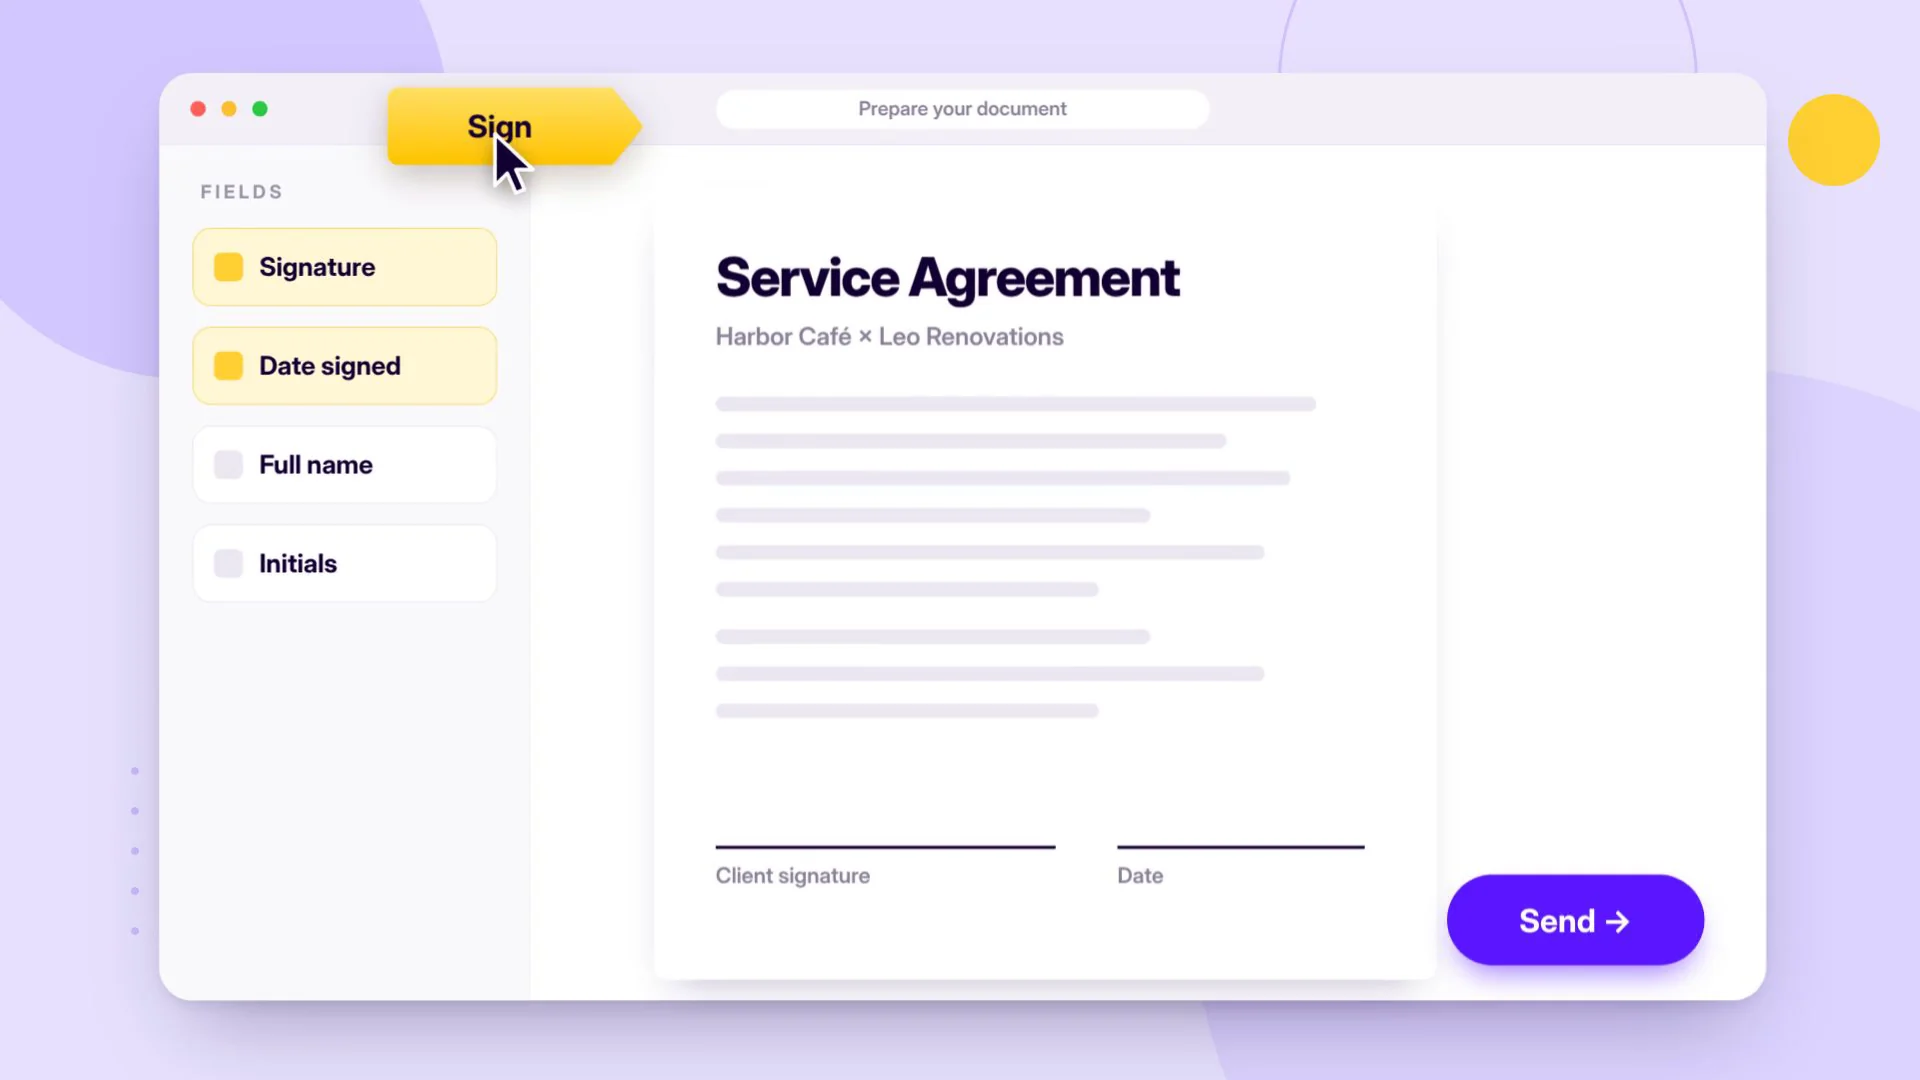 Sign
Prepare your document
FIELDS
Signature
Date signed
Full name
Initials
Service Agreement
Harbor Café × Leo Renovations
Client signature
Date
Send →